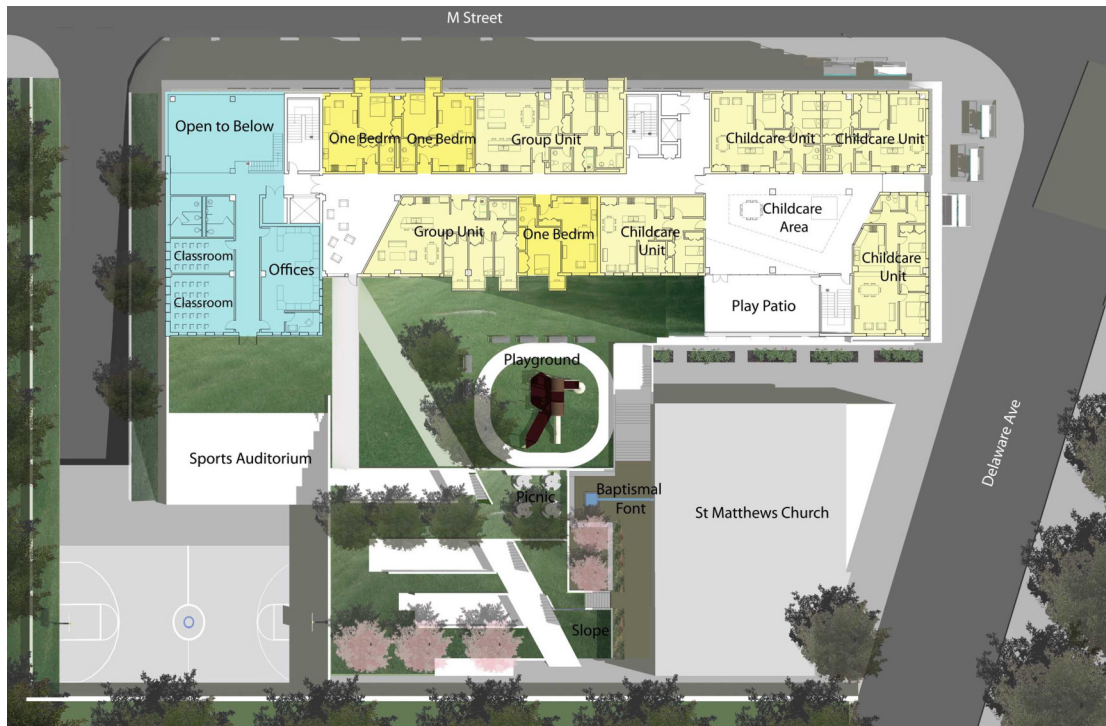 M Street
Open to Below
One Bedrm
One Bedrm
Group Unit
Childcare Unit
Childcare Unit
Group Unit
One Bedrm
Childcare
Unit
Childcare
Area
Childcare
Unit
Classroom
Offices
Classroom
Play Patio
Playground
Delaware Ave
Sports Auditorium
Picnic
Baptismal
Font
St Matthews Church
Slope